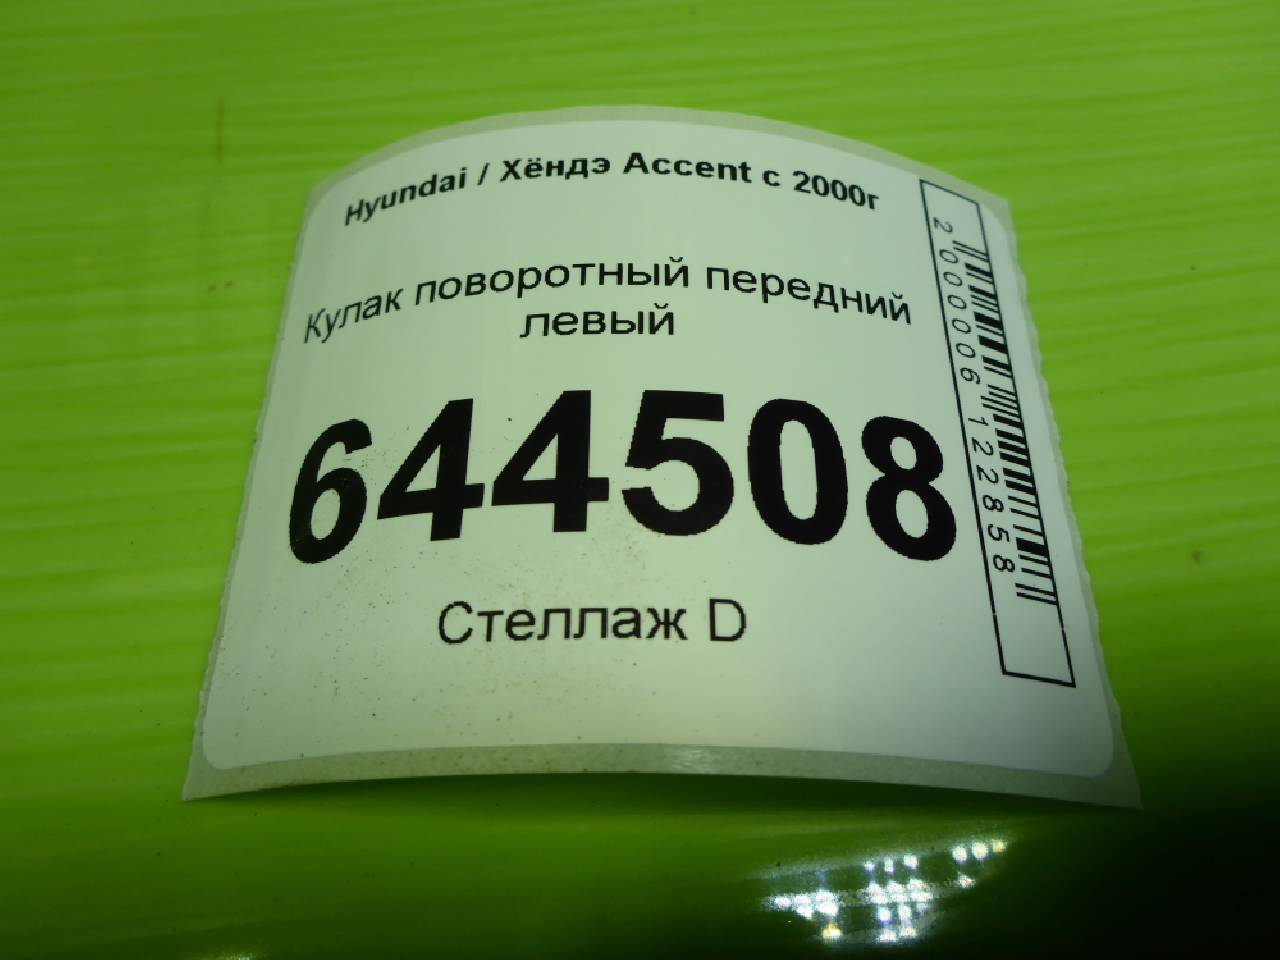 Hyundai / Хёндэ Accent с 2000г
Кулак поворотный передний
левый
644508
Стеллаж D
2000006122858